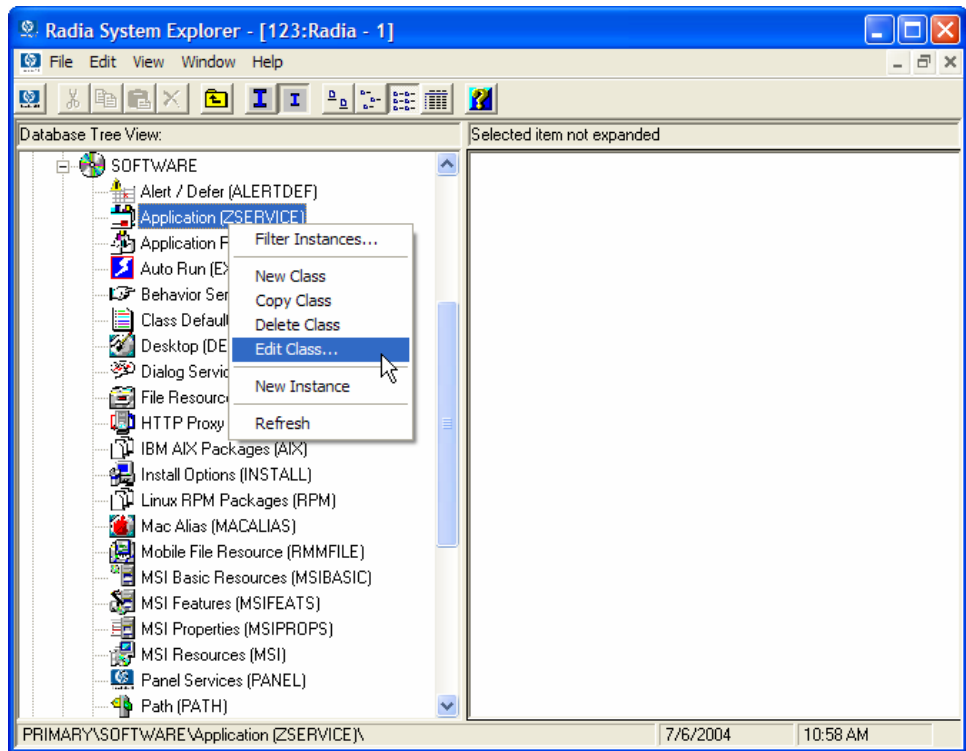 Radia System Explorer - [123:Radia - 1]
File Edit View Window Help
Database Tree View:
Selected item not expanded
SOFTWARE
Alert / Defer (ALERTDEF)
Application (ZSERVICE)
Application F
Auto Run (EX
Behavior Ser
Class Defaul
Desktop (DE
Dialog Servic
File Resourc
HTTP Proxy
IBM AIX Packages (AIX)
Install Options (INSTALL)
Linux RPM Packages (RPM)
Mac Alias (MACALIAS)
Mobile File Resource (RMMFILE)
MSI Basic Resources (MSIBASIC)
MSI Features (MSIFEATS)
MSI Properties (MSIPROPS)
MSI Resources (MSI)
Panel Services (PANEL)
Path (PATH)
Filter Instances...
New Class
Copy Class
Delete Class
Edit Class...
New Instance
Refresh
PRIMARY\SOFTWARE\Application (ZSERVICE)\
7/6/2004
10:58 AM